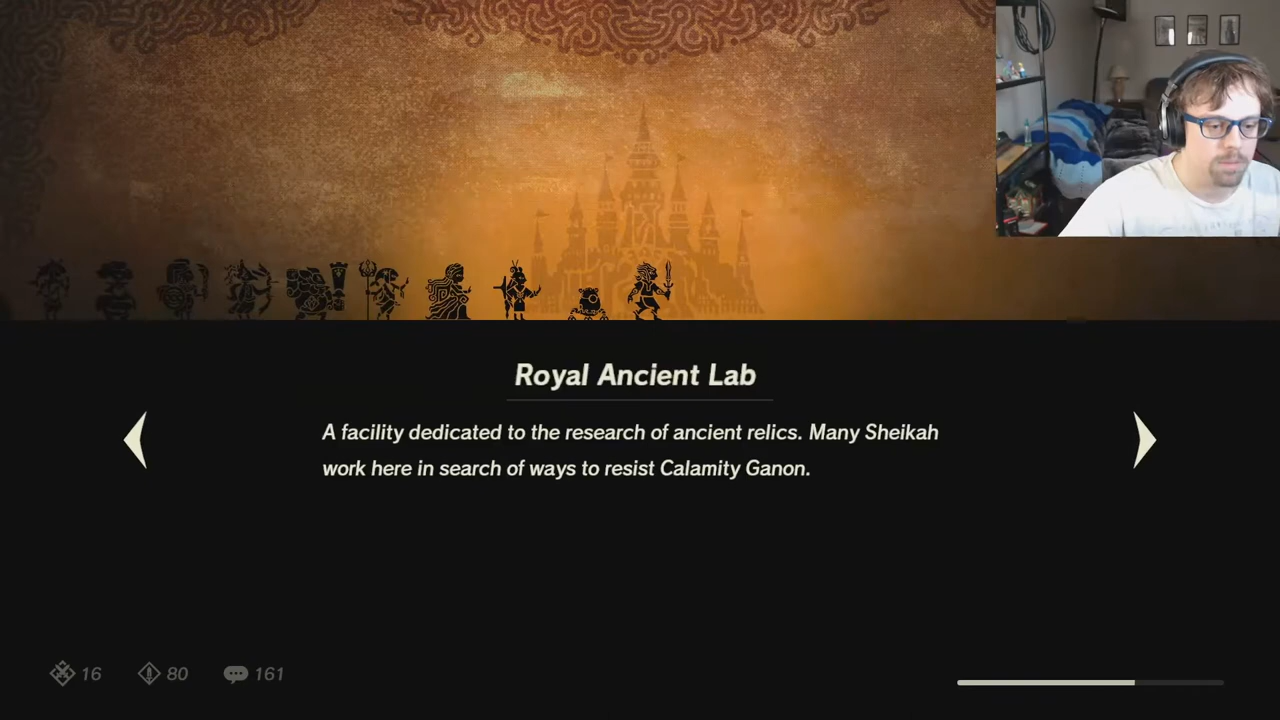 Royal Ancient Lab
A facility dedicated to the research of ancient relics. Many Sheikah
work here in search of ways to resist Calamity Ganon.
16 80 161